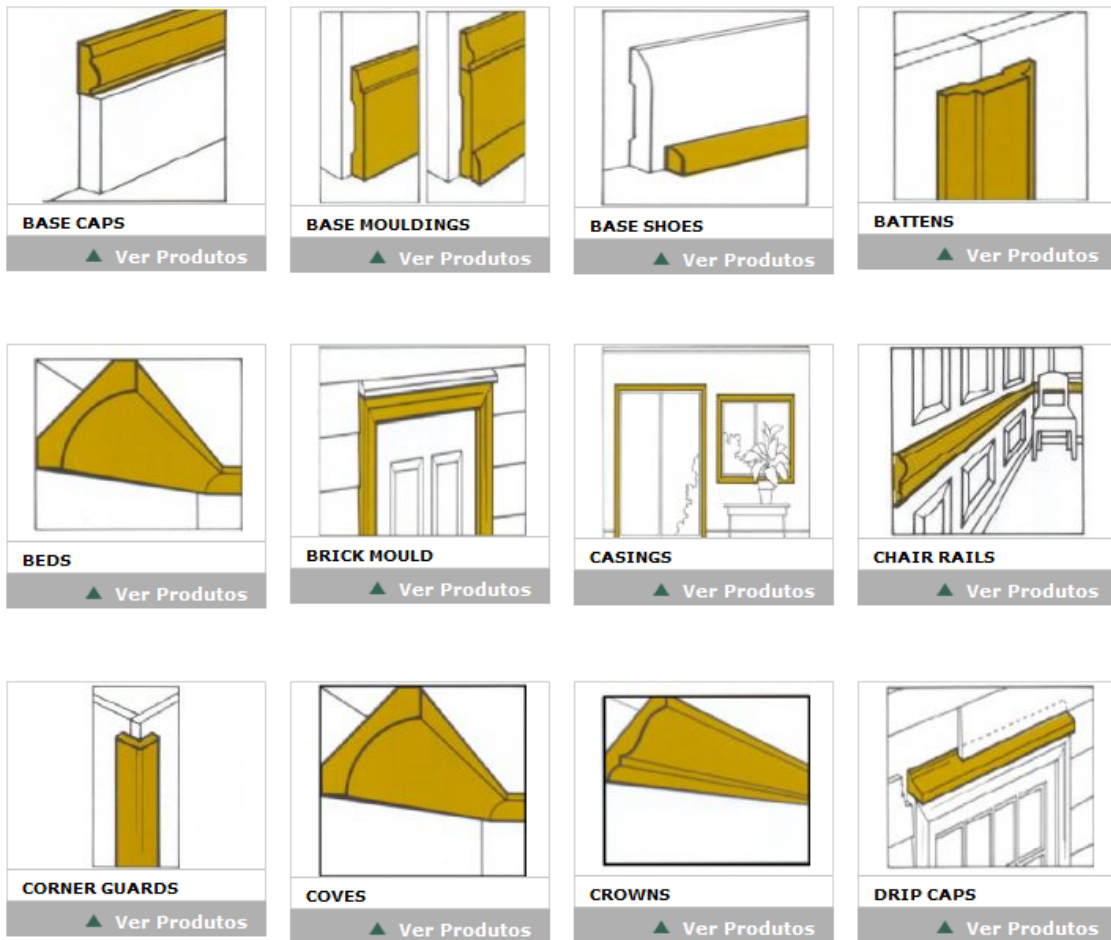 BASE CAPS
▲ Ver Produtos
BASE MOULDINGS
▲ Ver Produtos
BASE SHOES
▲ Ver Produtos
BATTENS
▲ Ver Produtos
BEDS
▲ Ver Produtos
BRICK MOULD
▲ Ver Produtos
CASINGS
▲ Ver Produtos
CHAIR RAILS
▲ Ver Produtos
CORNER GUARDS
▲ Ver Produtos
COVES
▲ Ver Produtos
CROWNS
▲ Ver Produtos
DRIP CAPS
▲ Ver Produtos